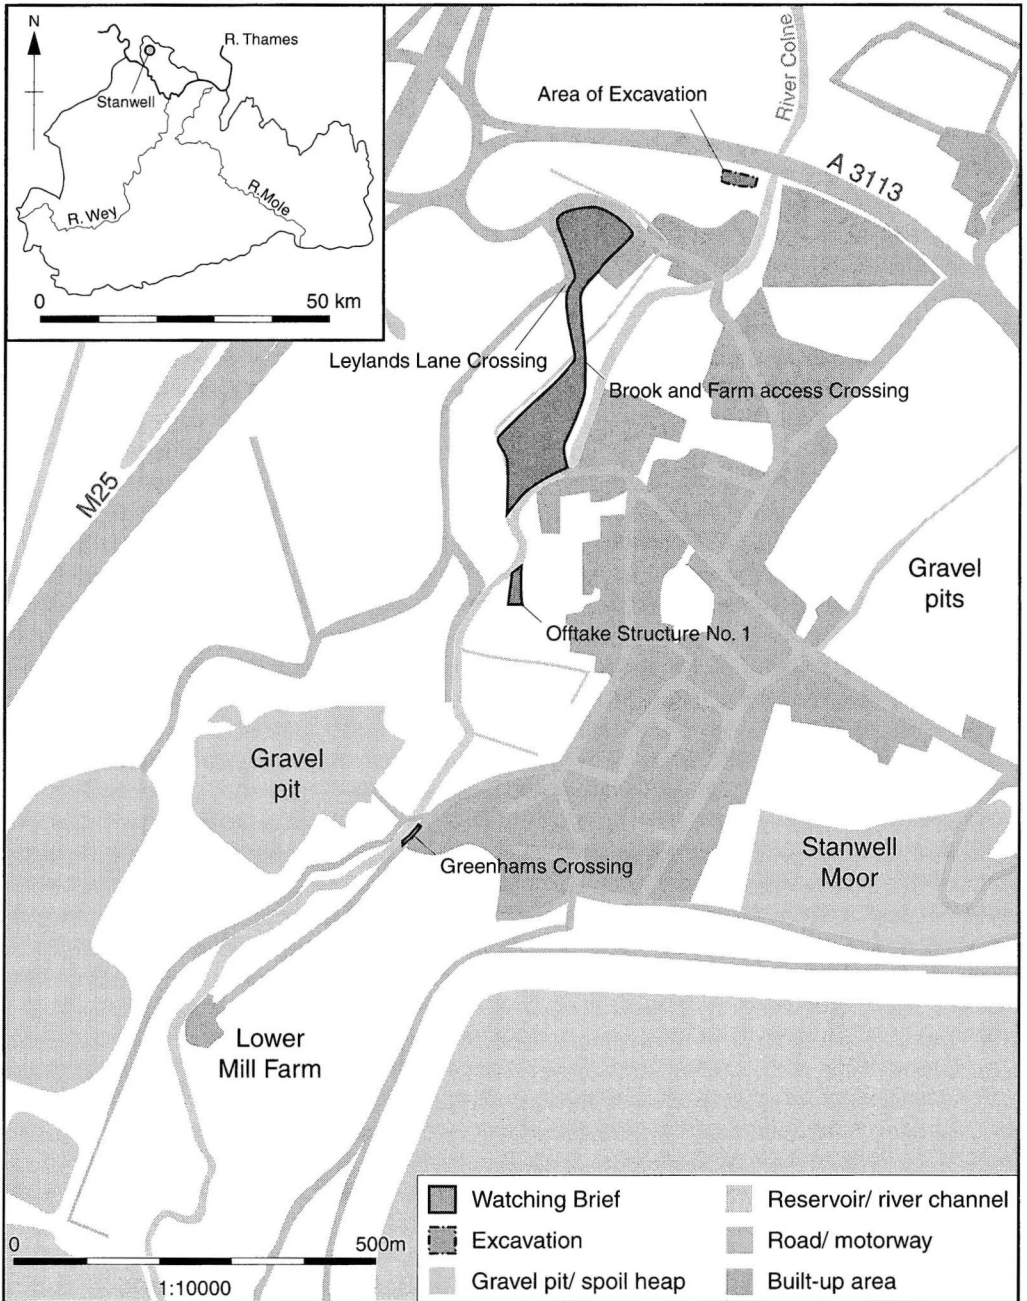 N
R. Thames
Stanwell
R. Wey
R. Mole
0
50 km
River Colne
Area of Excavation
A 3113
Leylands Lane Crossing
Brook and Farm access Crossing
M25
Gravel
pits
Offtake Structure No. 1
Gravel
pit
Stanwell
Moor
Greenhams Crossing
Lower
Mill Farm
0
500m
1:10000
Watching Brief
Excavation
Gravel pit/ spoil heap
Reservoir/ river channel
Road/ motorway
Built-up area